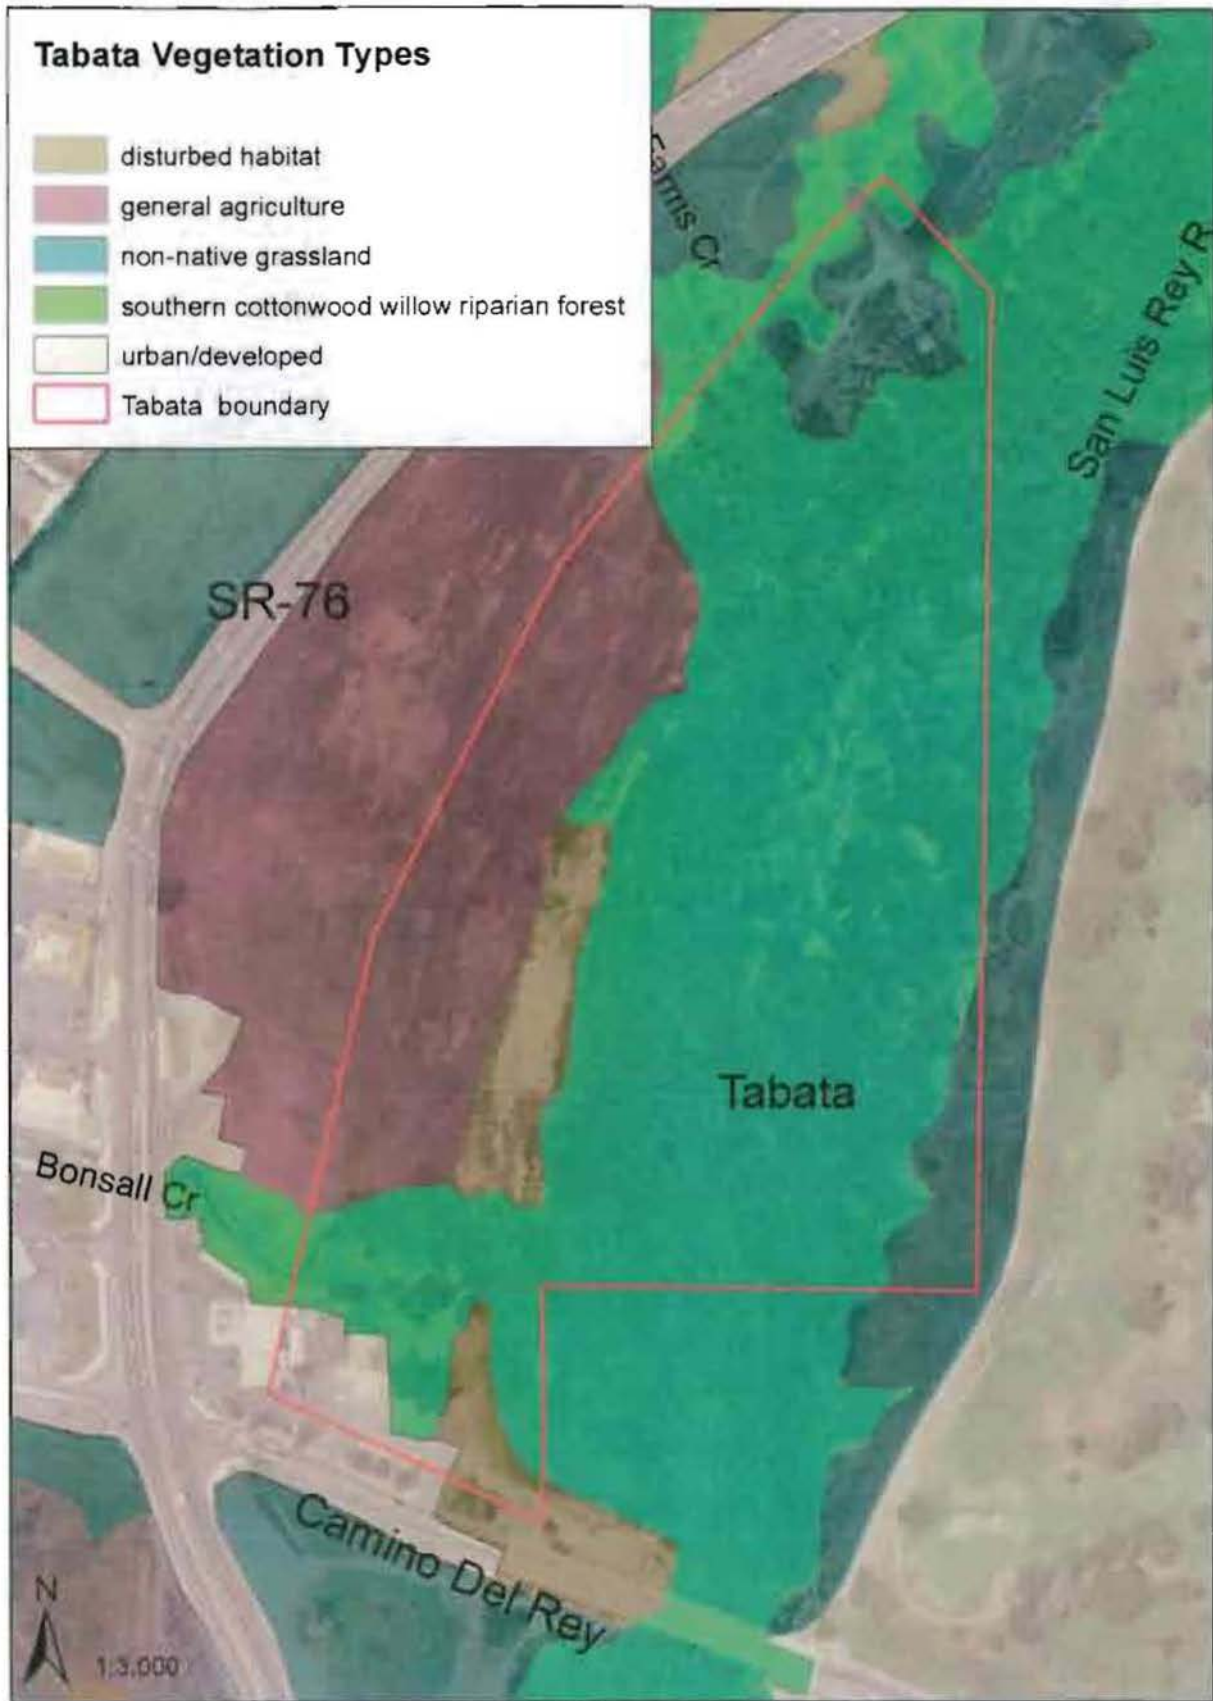 Tabata Vegetation Types
disturbed habitat
general agriculture
non-native grassland
southern cottonwood willow riparian forest
urban/developed
Tabata boundary
Cr
San Luis Rey R
SR-76
Tabata
Bonsall Cr
Camino Del Rey
N
1:3,000